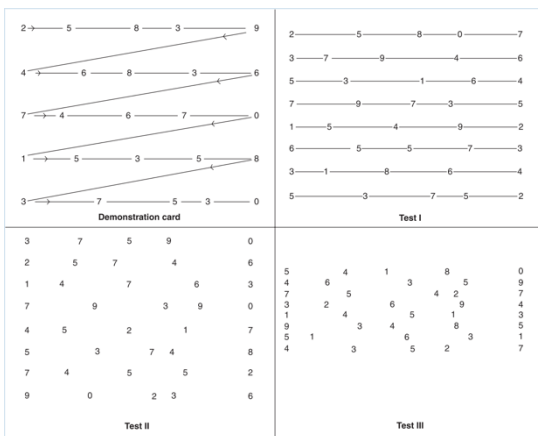 2 5 8 3 9
4 6 8 3 6
7 4 6 7 0
1 5 3 5 8
3 7 5 3 0
Demonstration card
2 5 8 0 7
3 7 9 4 6
5 3 1 6 4
7 9 7 3 5
1 5 4 9 2
6 5 5 7 3
3 1 8 6 4
5 3 7 5 2
Test I
3 7 5 9 0
2 5 7 4 6
1 4 7 6 3
7 9 3 9 0
4 5 2 1 7
5 3 7 4 8
7 4 5 5 2
9 0 2 3 6
Test II
5 4 1 8 0
4 6 3 5 9
7 5 4 2 7
3 2 6 9 4
1 4 5 1 3
9 3 4 8 5
5 1 6 3 1
4 3 5 2 7
Test III